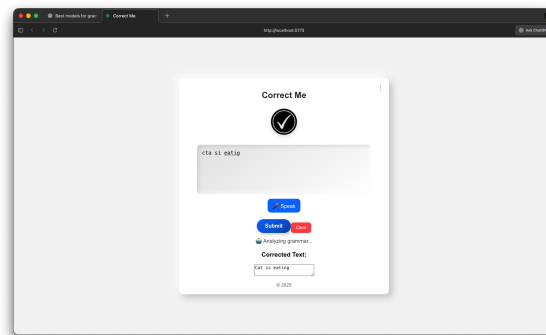 Best models for gran
Correct Me
http://localhost:5173
Ask ChatGPT
Correct Me
cta si eatig
Speak
Submit
Clear
Analyzing grammar...
Corrected Text:
Cat is eating
© 2025